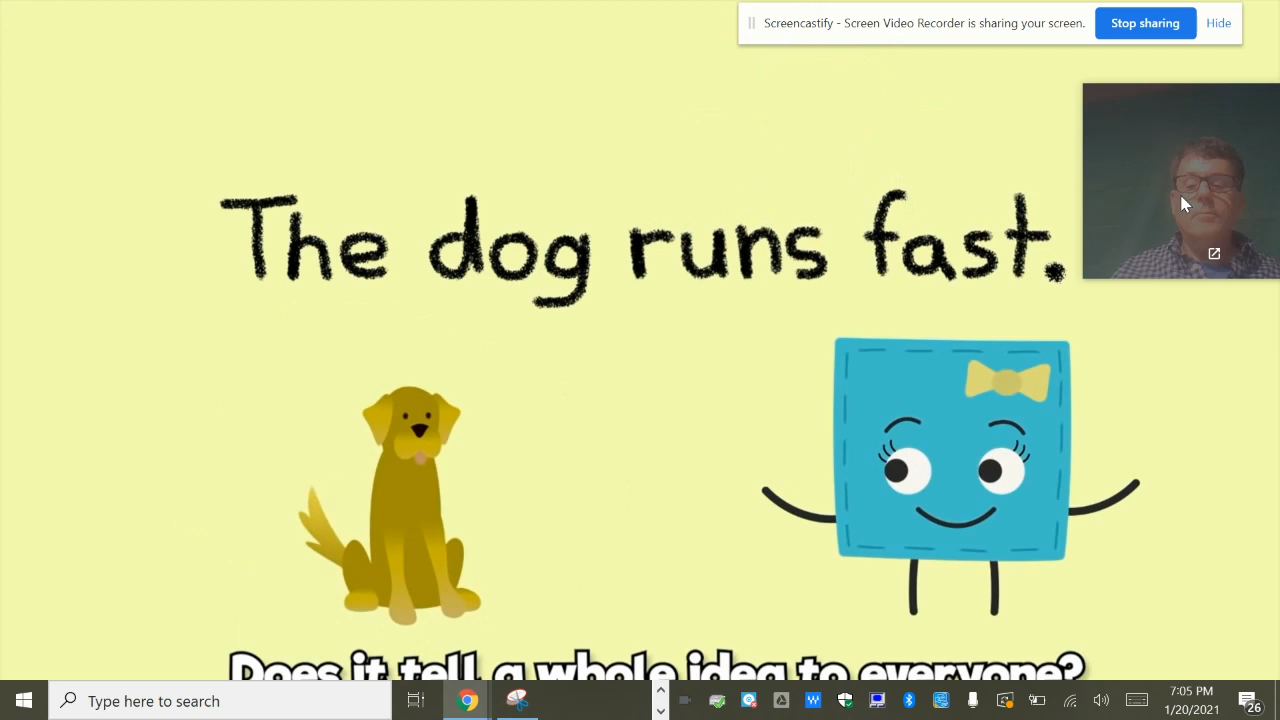 Screencastify - Screen Video Recorder is sharing your screen. Stop sharing Hide
The dog runs fast.
Does it tell a whole idea to everyone?
Type here to search
7:05 PM
1/20/2021
26